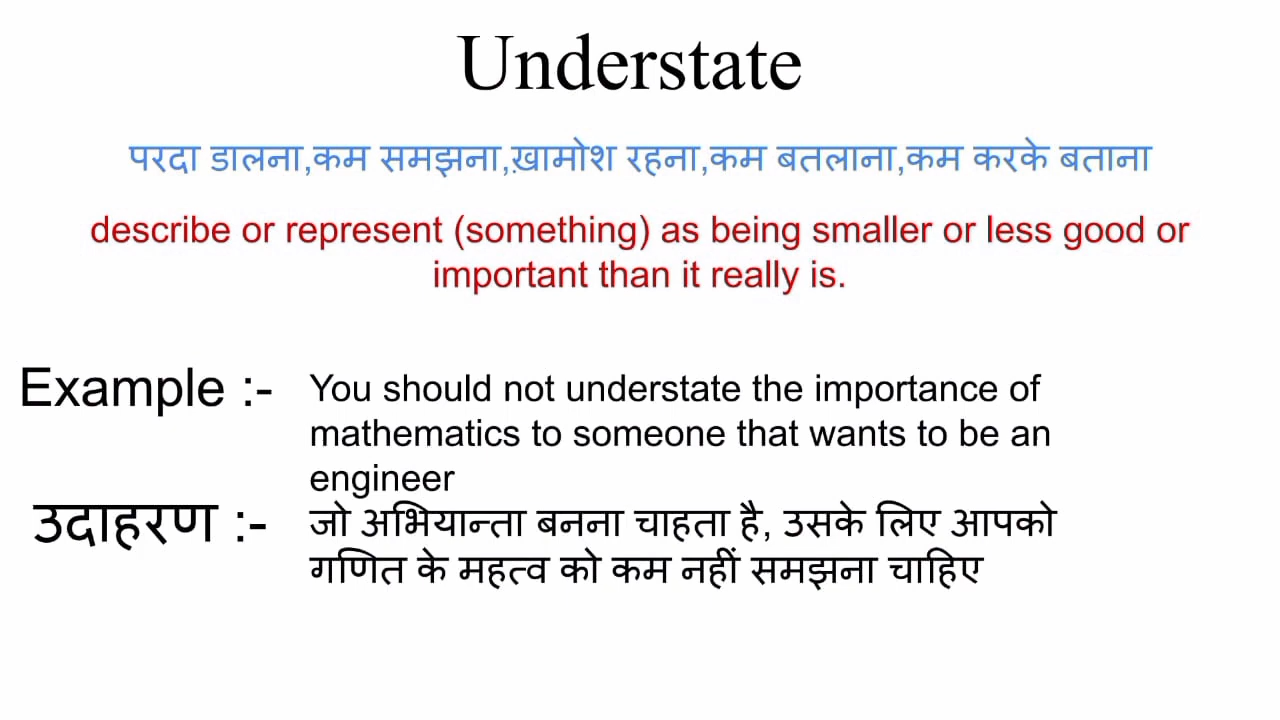 Understate
परदा डालना,कम समझना,ख़ामोश रहना,कम बतलाना,कम करके बताना
describe or represent (something) as being smaller or less good or
important than it really is.
Example :- You should not understate the importance of
mathematics to someone that wants to be an
engineer
उदाहरण :- जो अभियान्ता बनना चाहता है, उसके लिए आपको
गणित के महत्व को कम नहीं समझना चाहिए